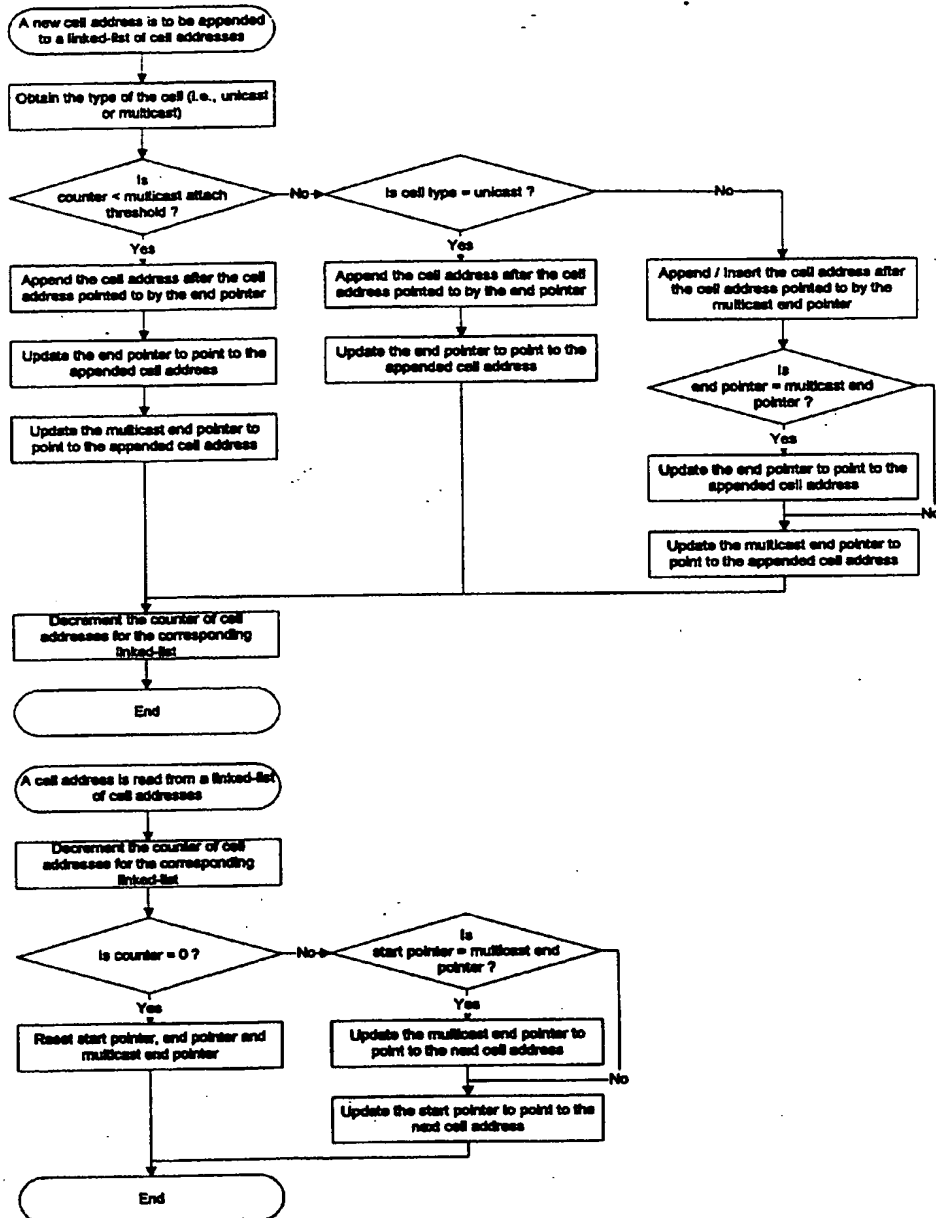 A new cell address is to be appended
to a linked-list of cell addresses
Obtain the type of the cell (i.e., unicast
or multicast)
Is
counter < multicast attach
threshold ?
No
Is cell type = unicast ?
No
Yes
Yes
Append the cell address after the cell
address pointed to by the end pointer
Append the cell address after the cell
address pointed to by the end pointer
Append / Insert the cell address after
the cell address pointed to by the
multicast end pointer
Update the end pointer to point to the
appended cell address
Update the end pointer to point to the
appended cell address
Is
end pointer = multicast end
pointer ?
Update the multicast end pointer to
point to the appended cell address
Yes
Update the end pointer to point to the
appended cell address
No
Update the multicast end pointer to
point to the appended cell address
Decrement the counter of cell
addresses for the corresponding
linked-list
End
A cell address is read from a linked-list
of cell addresses
Decrement the counter of cell
addresses for the corresponding
linked-list
Is counter = 0 ?
No
Is
start pointer = multicast end
pointer ?
Yes
Yes
Reset start pointer, end pointer and
multicast end pointer
Update the multicast end pointer to
point to the next cell address
No
Update the start pointer to point to the
next cell address
End